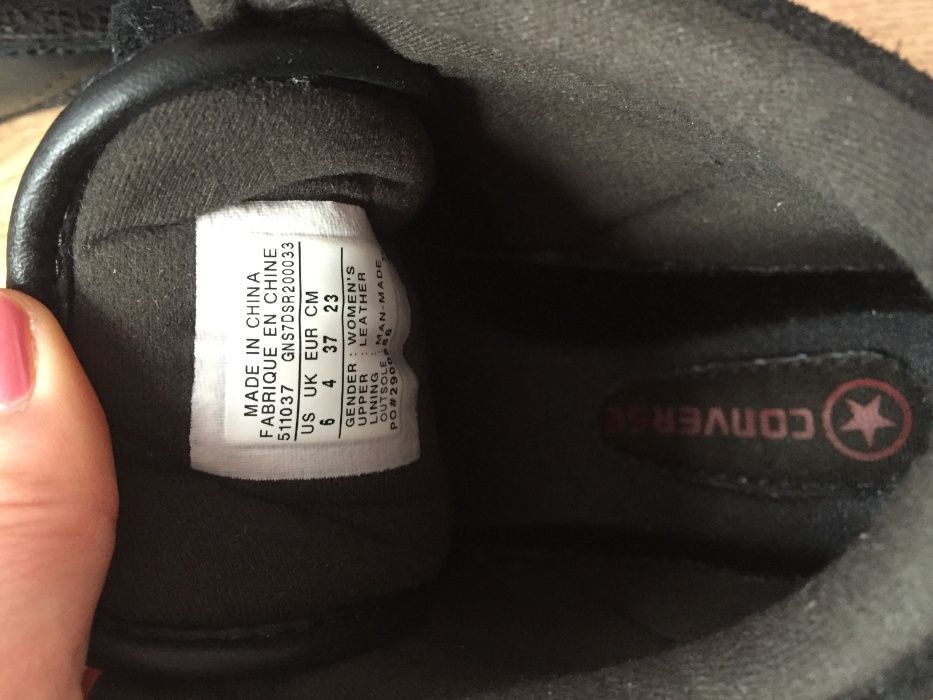 MADE IN CHINA
FABRIQUE EN CHINE
511037 GNS7DSR200033
US UK EUR CM
6 4 37 23
GENDER : WOMEN'S
UPPER : LEATHER
LINING :
OUTSOLE : MAN-MADE
CONVERSE